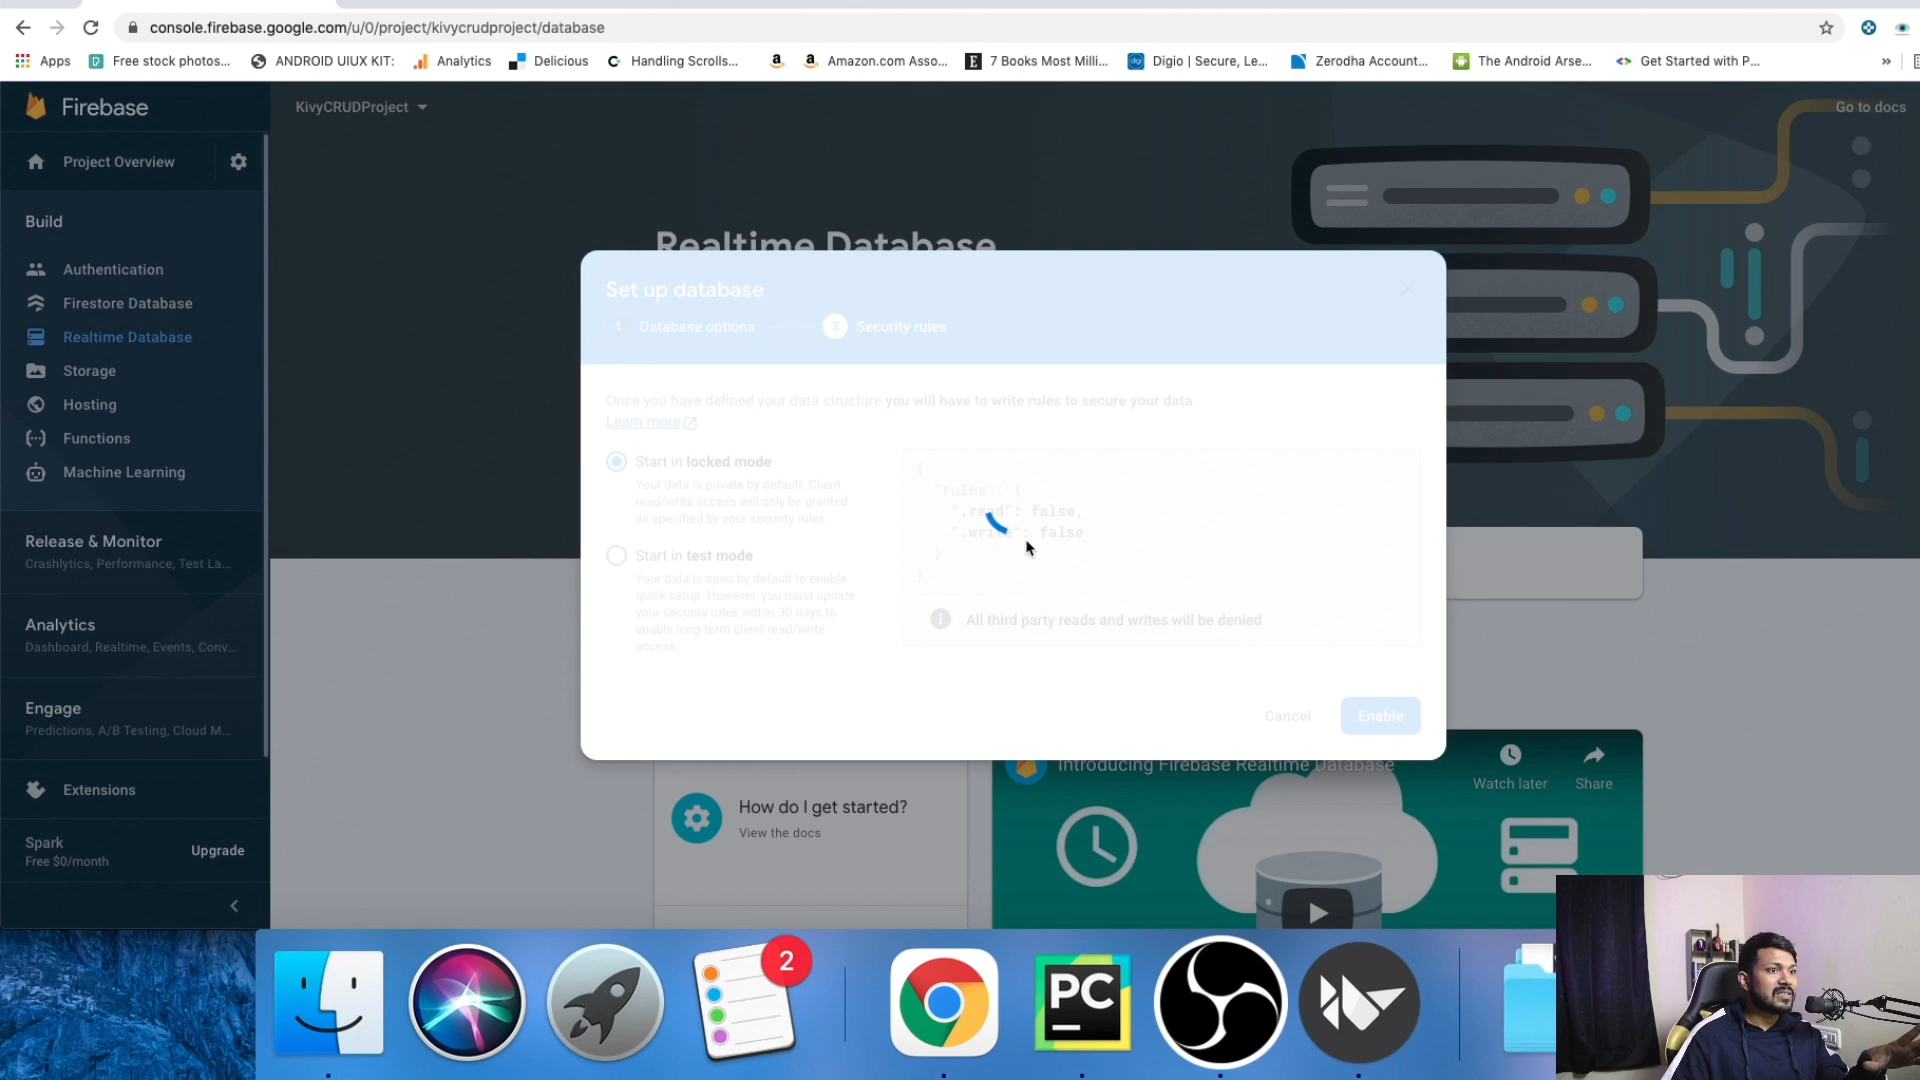 console.firebase.google.com/u/0/project/kivycrudproject/database
Apps
Free stock photos...
ANDROID UIUX KIT:
Analytics
Delicious
Handling Scrolls...
Amazon.com Asso...
7 Books Most Milli...
Digio | Secure, Le...
Zerodha Account...
The Android Arse...
Get Started with P...
»
Firebase
KivyCRUDProject
Go to docs
Project Overview
Build
Authentication
Firestore Database
Realtime Database
Storage
Hosting
Functions
Machine Learning
Release & Monitor
Crashlytics, Performance, Test La...
Analytics
Dashboard, Realtime, Events, Conv...
Engage
Predictions, A/B Testing, Cloud M...
Extensions
Spark
Free $0/month
Upgrade
Realtime Database
Set up database
1 Database options
2 Security rules
Once you have defined your data structure you will have to write rules to secure your data.
Learn more
Start in locked mode
Your data is private by default. Client
read/write access will only be granted
as specified by your security rules.
Start in test mode
Your data is open by default to enable
quick setup. However, you must update
your security rules within 30 days to
enable long-term client read/write
access.
{
"rules": {
".read": false,
".write": false
}
}
All third party reads and writes will be denied
Cancel
Enable
How do I get started?
View the docs
Introducing Firebase Realtime Database
Watch later
Share
2
PC